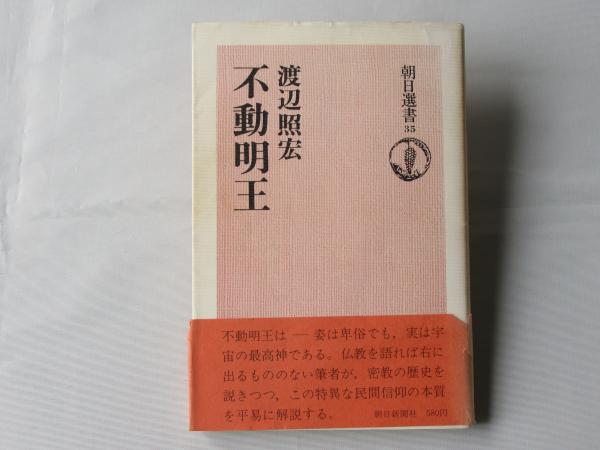 朝日選書
35
渡辺照宏
不動明王
不動明王は ― 姿は卑俗でも，実は宇
宙の最高神である。仏教を語れば右に
出るもののない筆者が，密教の歴史を
説きつつ，この特異な民間信仰の本質
を平易に解説する。
朝日新聞社 580円